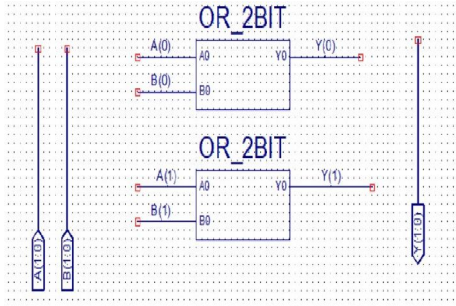 OR_2BIT
A(0)
Y(0)
A0
Y0
B(0)
B0
OR_2BIT
A(1)
Y(1)
A0
Y0
B(1)
B0
A(1:0)
B(1:0)
Y(1:0)